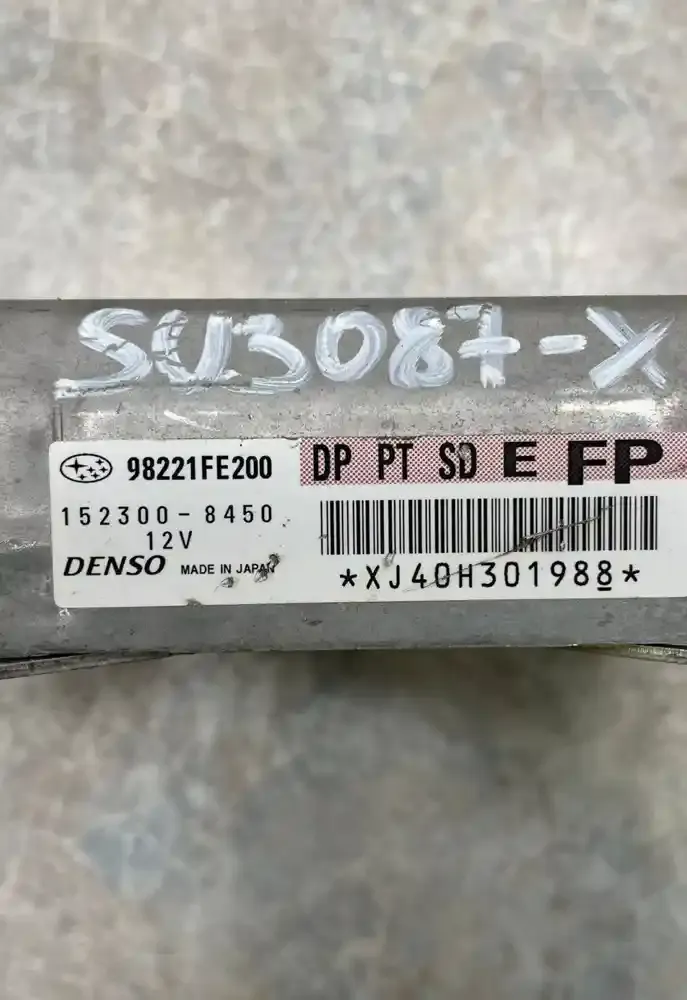 SU3087-X
98221FE200 DP PT SD E FP
152300-8450
12V
DENSO MADE IN JAPAN
*XJ40H301988*